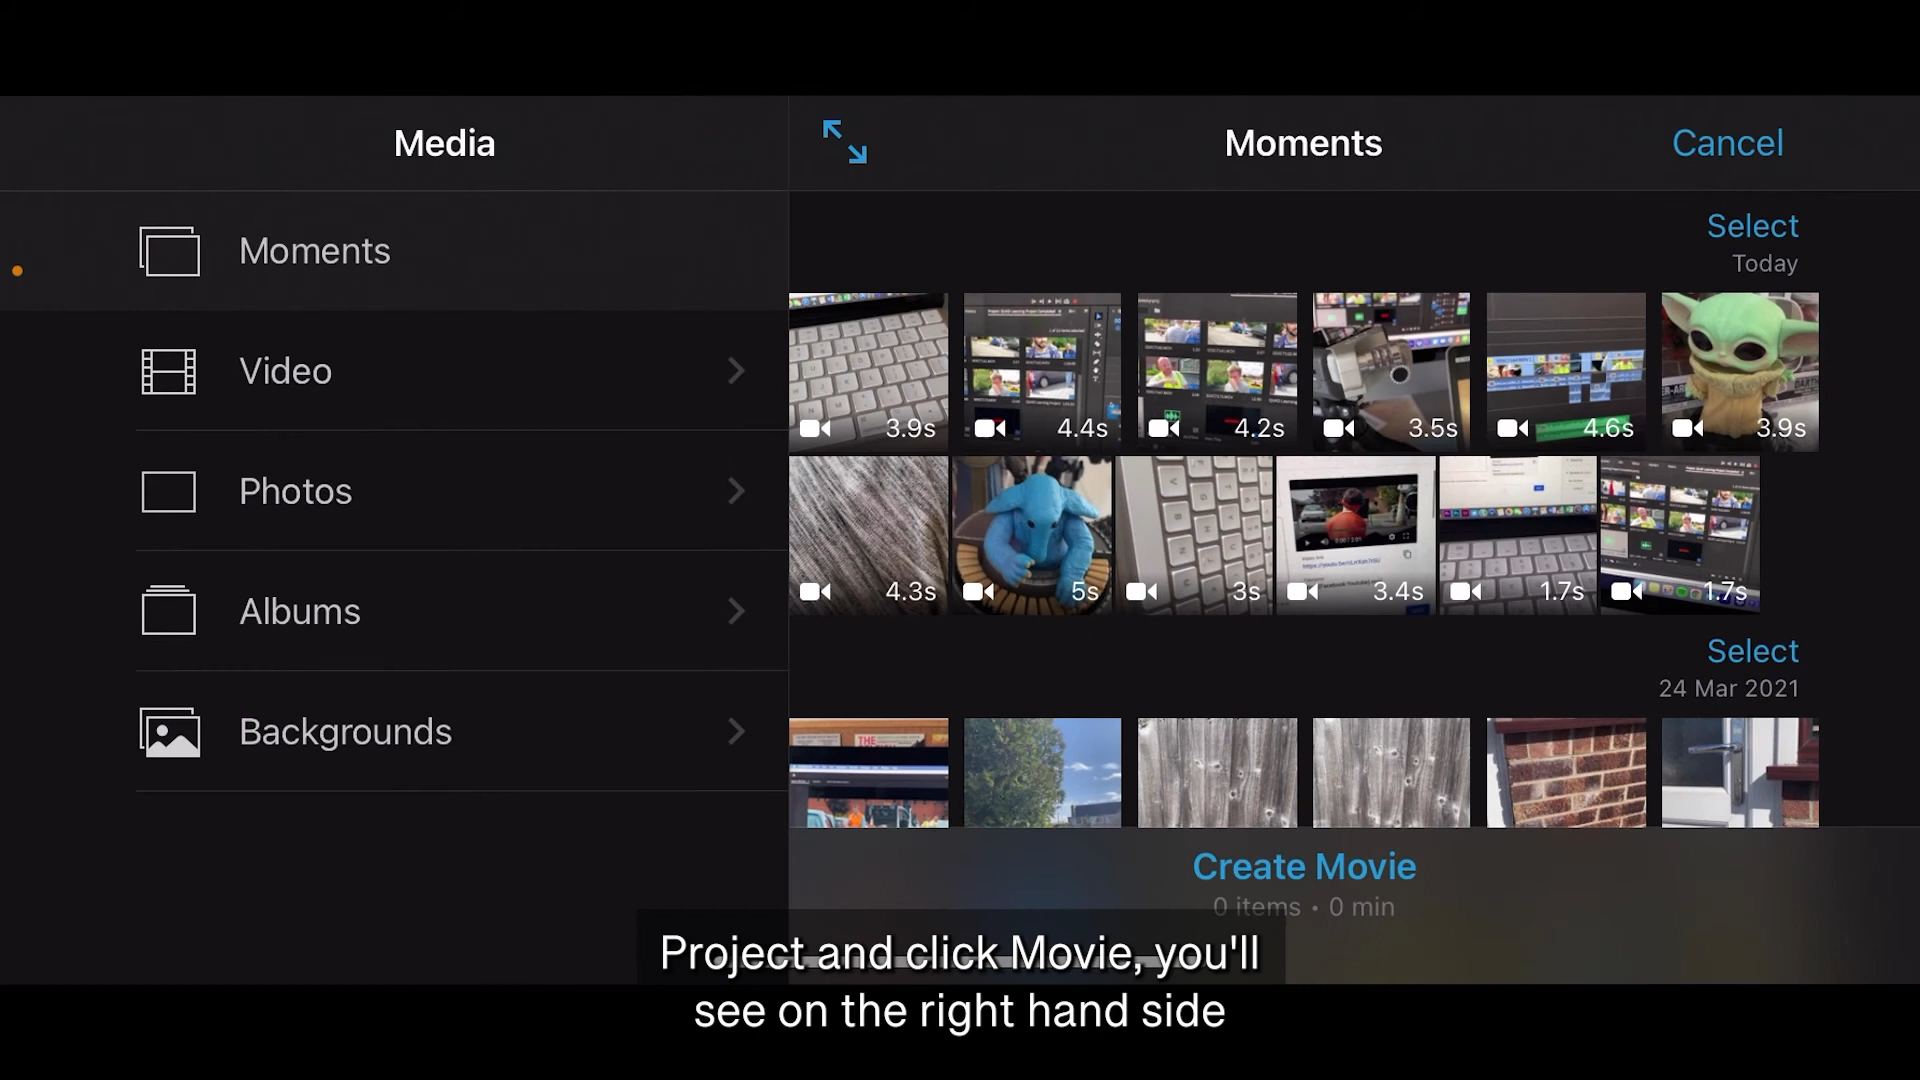 Media
Moments
Cancel
Moments
Video
Photos
Albums
Backgrounds
Select
Today
3.9s
4.4s
4.2s
3.5s
4.6s
3.9s
4.3s
5s
3s
3.4s
1.7s
1.7s
Select
24 Mar 2021
THE
Create Movie
0 items • 0 min
Project and click Movie, you'll
see on the right hand side